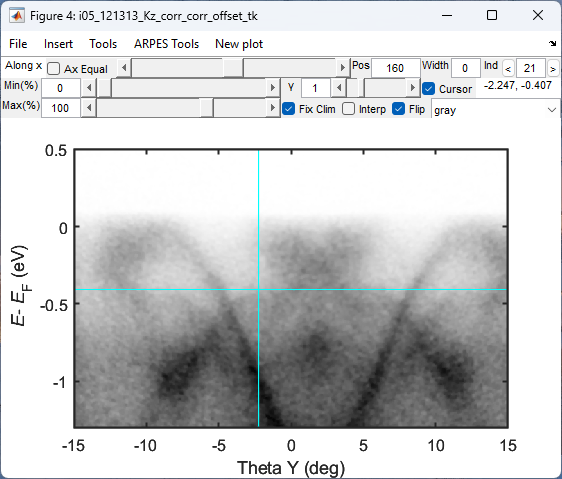 Figure 4: i05_121313_Kz_corr_corr_offset_tk
File Insert Tools ARPES Tools New plot
Along x Ax Equal Pos 160 Width 0 Ind < 21 >
Min(%) 0 Y 1 Cursor -2.247, -0.407
Max(%) 100 Fix Clim Interp Flip gray
0.5
0
-0.5
-1
E- EF (eV)
-15 -10 -5 0 5 10 15
Theta Y (deg)